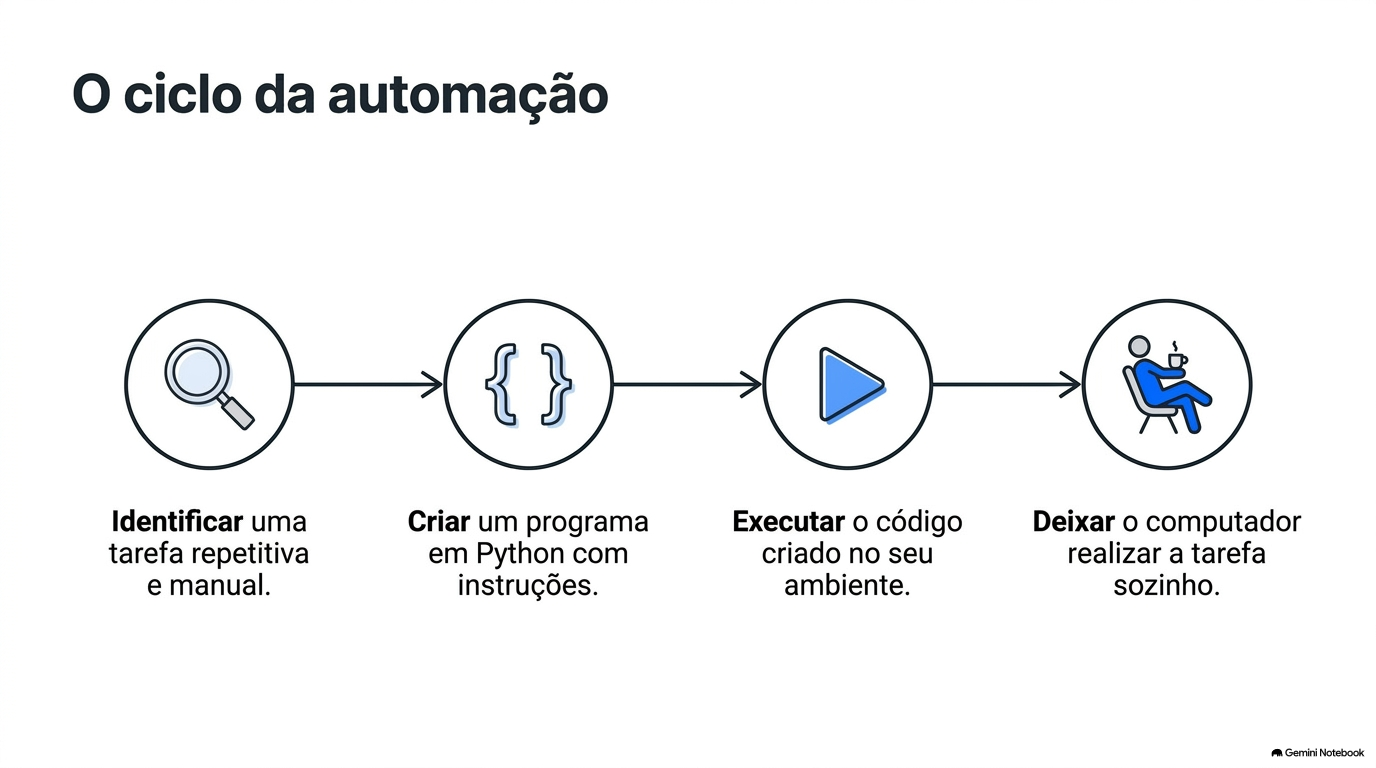 O ciclo da automação
Identificar uma
tarefa repetitiva
e manual.
Criar um programa
em Python com
instruções.
Executar o código
criado no seu
ambiente.
Deixar o computador
realizar a tarefa
sozinho.
Gemini Notebook